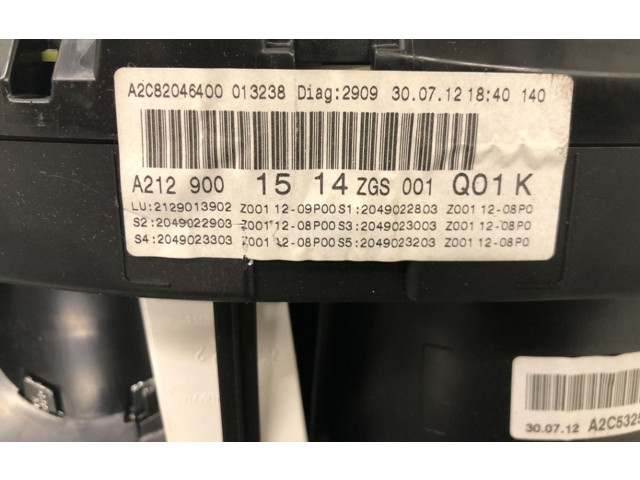 A2C82046400 013238 Diag:2909 30.07.12 18:40 140
A212 900 15 14 ZGS 001 Q01 K
LU:2129013902 Z001 12-09P00 S1:2049022803 Z001 12-08P0
S2:2049022903 Z001 12-08P00 S3:2049023003 Z001 12-08P0
S4:2049023303 Z001 12-08P00 S5:2049023203 Z001 12-08P0
30.07.12 A2C5325